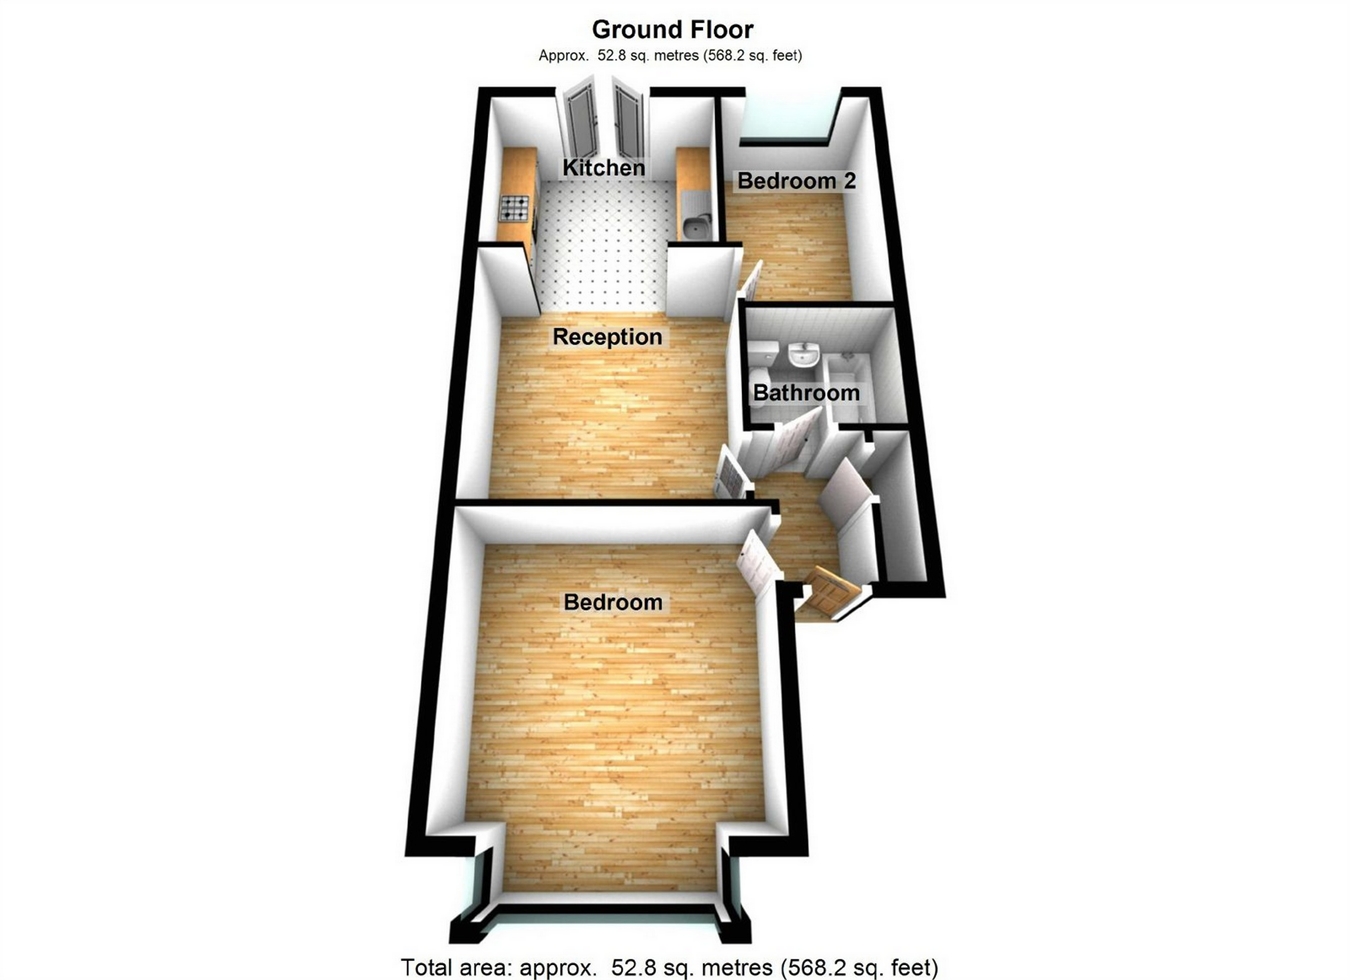 Ground Floor
Approx. 52.8 sq. metres (568.2 sq. feet)
Kitchen
Bedroom 2
Reception
Bathroom
Bedroom
Total area: approx. 52.8 sq. metres (568.2 sq. feet)